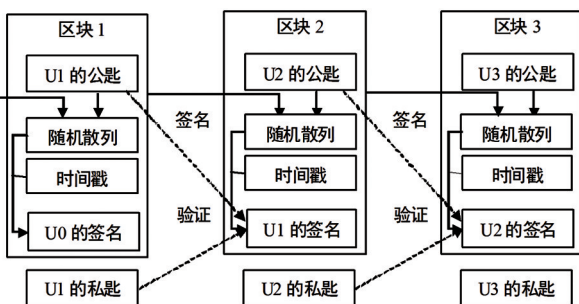 区块 1
区块 2
区块 3
U1 的公匙
U2 的公匙
U3 的公匙
签名
签名
随机散列
随机散列
随机散列
时间戳
时间戳
时间戳
验证
验证
U0 的签名
U1 的签名
U2 的签名
U1 的私匙
U2 的私匙
U3 的私匙